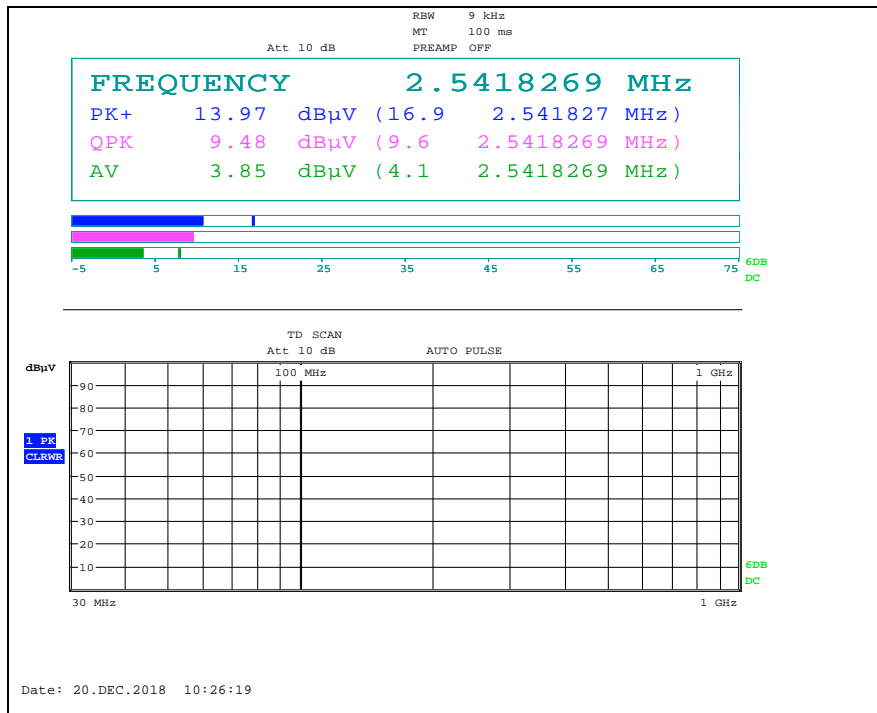 RBW 9 kHz
MT 100 ms
Att 10 dB PREAMP OFF
FREQUENCY 2.5418269 MHz
PK+ 13.97 dBµV (16.9 2.541827 MHz)
QPK 9.48 dBµV (9.6 2.5418269 MHz)
AV 3.85 dBµV (4.1 2.5418269 MHz)
-5 5 15 25 35 45 55 65 75
6DB
DC
TD SCAN
Att 10 dB AUTO PULSE
dBµV
100 MHz 1 GHz
90
80
70
1 PK
CLRWR
60
50
40
30
20
10
6DB
DC
30 MHz 1 GHz
Date: 20.DEC.2018 10:26:19